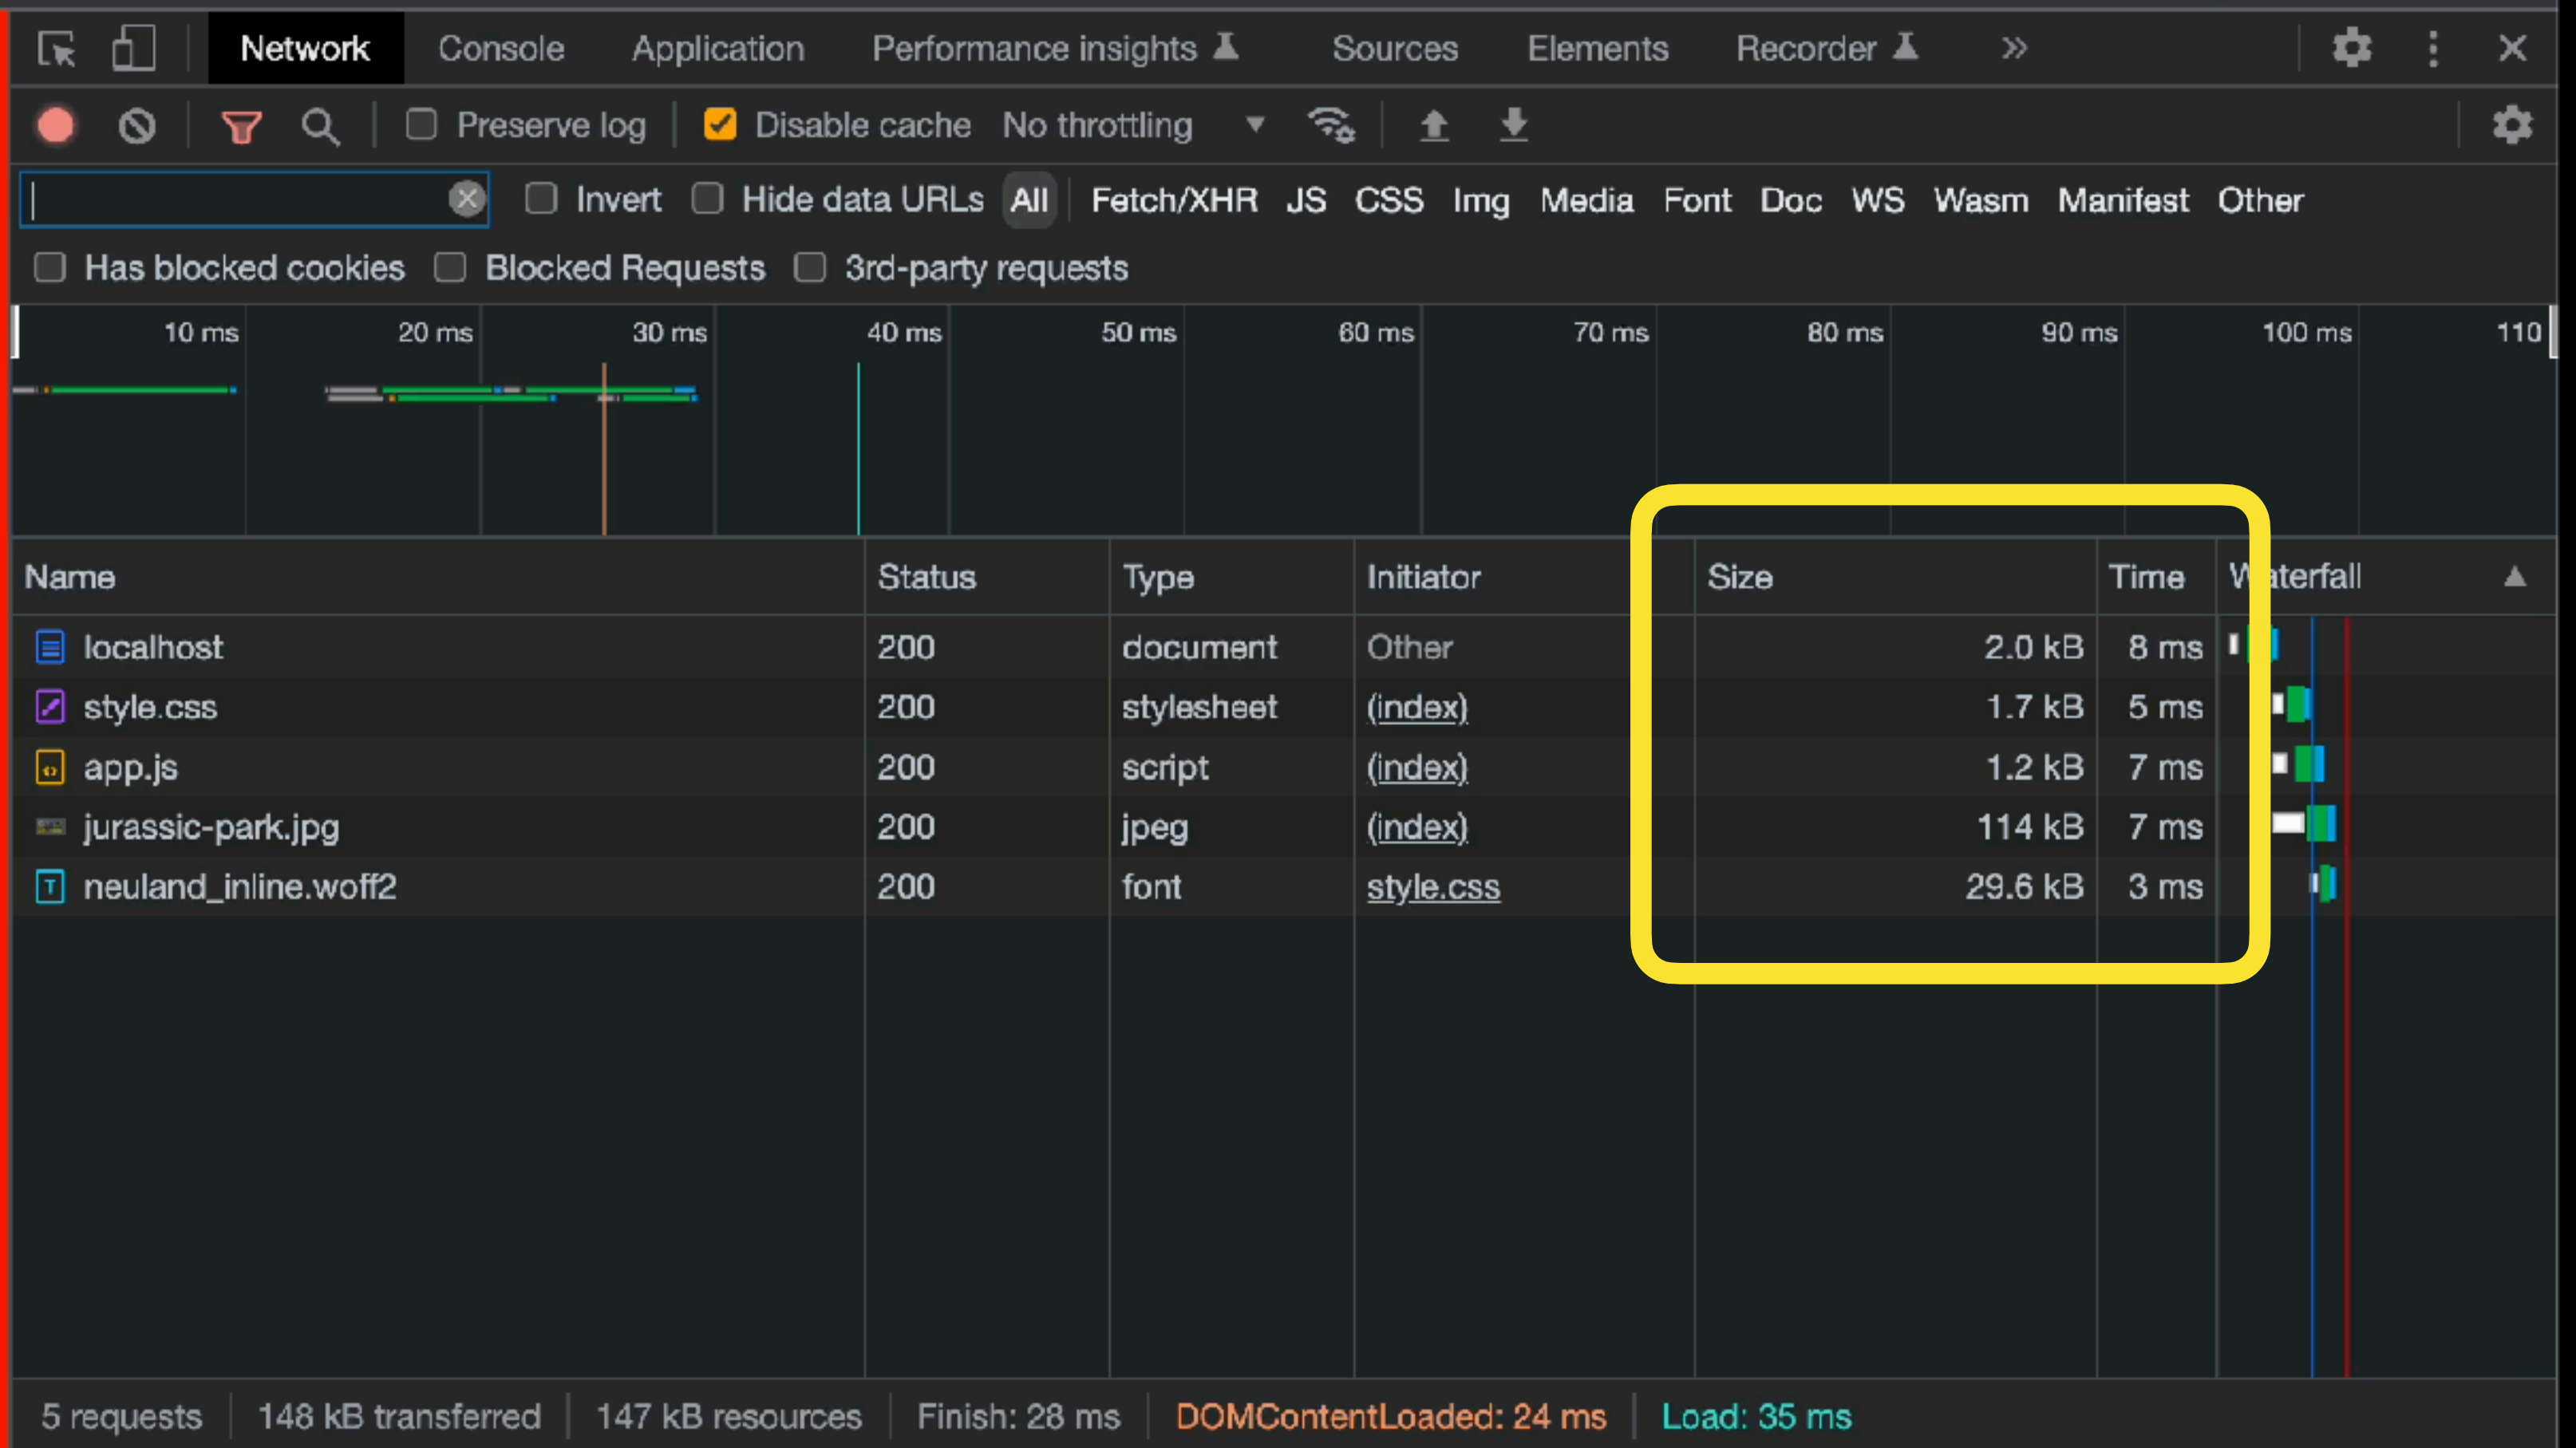 Network Console Application Performance insights Sources Elements Recorder
Preserve log Disable cache No throttling
Invert Hide data URLs All Fetch/XHR JS CSS Img Media Font Doc WS Wasm Manifest Other
Has blocked cookies Blocked Requests 3rd-party requests
10 ms 20 ms 30 ms 40 ms 50 ms 60 ms 70 ms 80 ms 90 ms 100 ms 110
Name Status Type Initiator Size Time Waterfall
localhost 200 document Other 2.0 kB 8 ms
style.css 200 stylesheet (index) 1.7 kB 5 ms
app.js 200 script (index) 1.2 kB 7 ms
jurassic-park.jpg 200 jpeg (index) 114 kB 7 ms
neuland_inline.woff2 200 font style.css 29.6 kB 3 ms
5 requests 148 kB transferred 147 kB resources Finish: 28 ms DOMContentLoaded: 24 ms Load: 35 ms